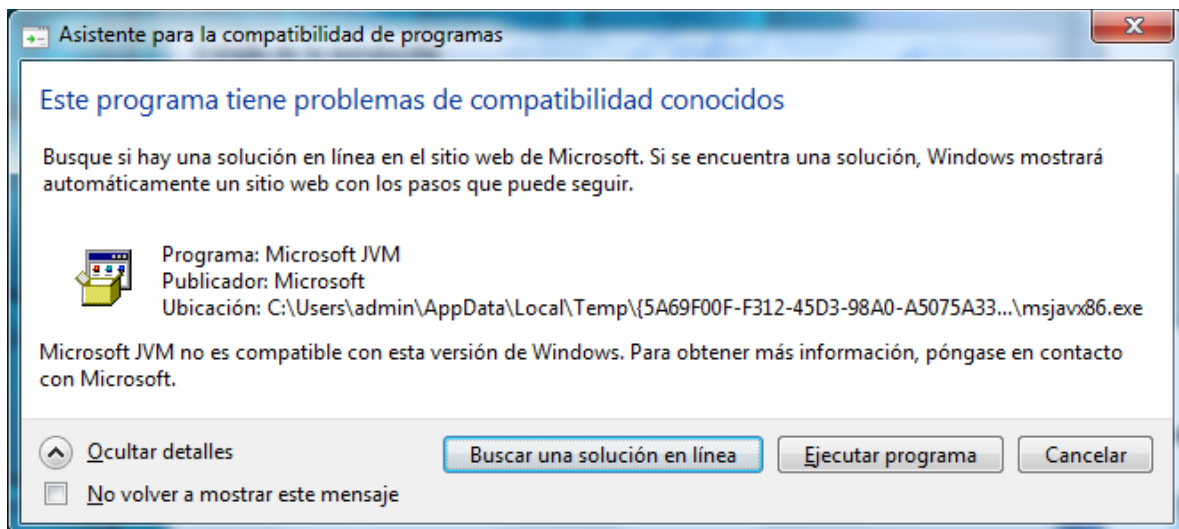 Asistente para la compatibilidad de programas
Este programa tiene problemas de compatibilidad conocidos
Busque si hay una solución en línea en el sitio web de Microsoft. Si se encuentra una solución, Windows mostrará
automáticamente un sitio web con los pasos que puede seguir.
Programa: Microsoft JVM
Publicador: Microsoft
Ubicación: C:\Users\admin\AppData\Local\Temp\{5A69F00F-F312-45D3-98A0-A5075A33...\msjavx86.exe
Microsoft JVM no es compatible con esta versión de Windows. Para obtener más información, póngase en contacto
con Microsoft.
Ocultar detalles
Buscar una solución en línea
Ejecutar programa
Cancelar
No volver a mostrar este mensaje